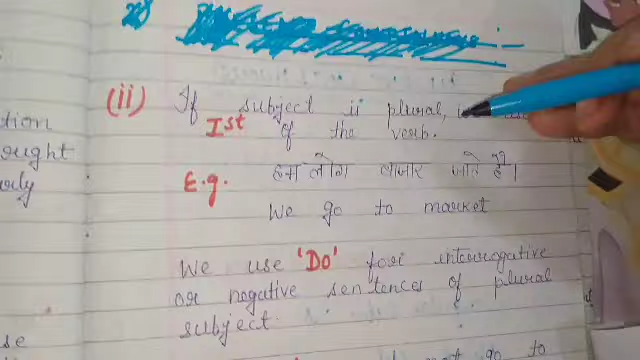 (ii) If subject is plural,
Ist of the verb.
E.g. हम लोग बाजार जाते हैं।
We go to market
We use 'Do' for interrogative
or negative sentences of plural
subject.
ought